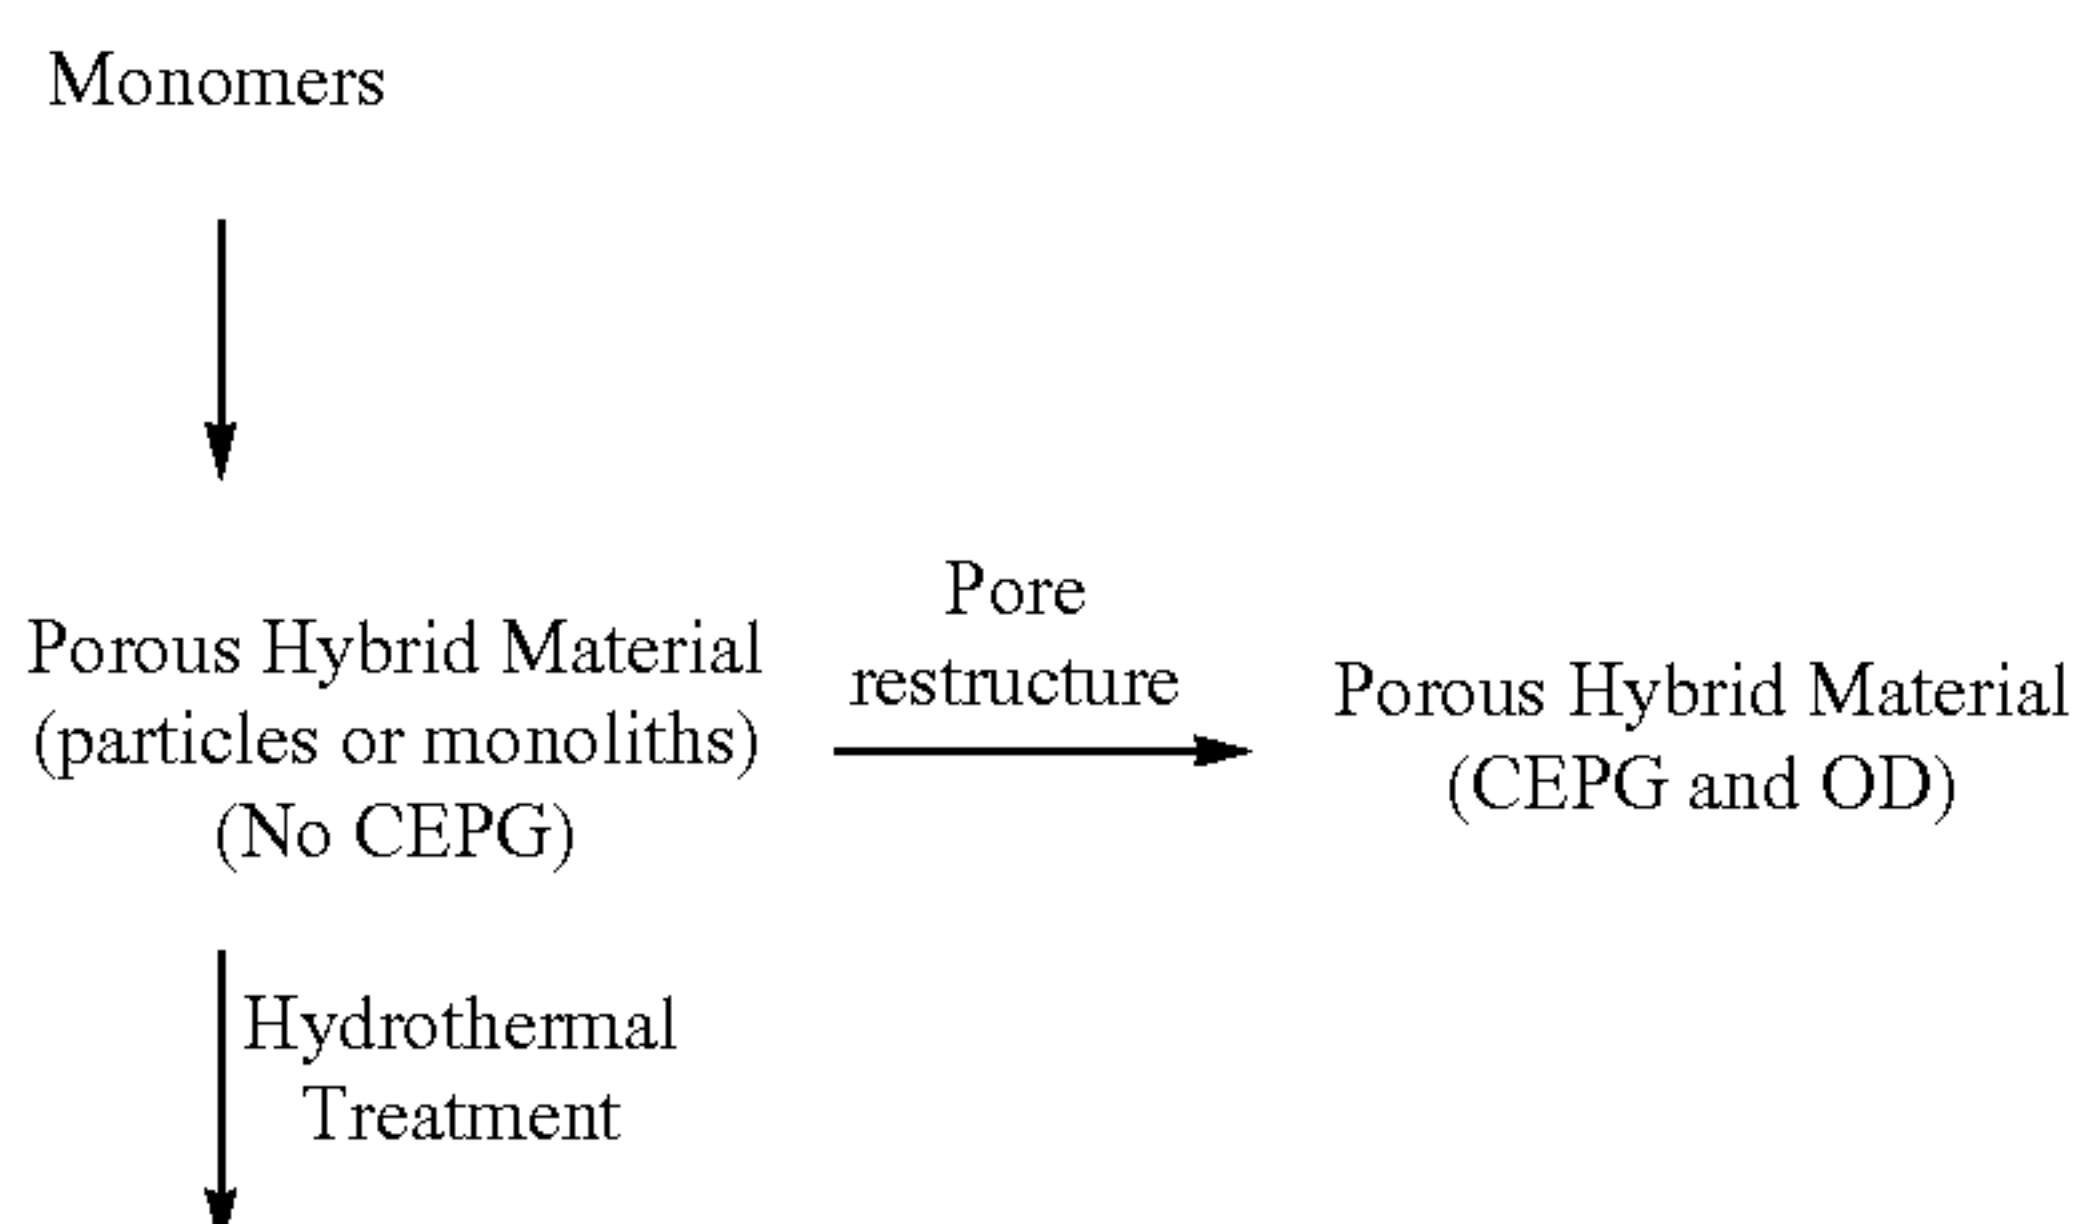 Monomers
Porous Hybrid Material
(particles or monoliths)
(No CEPG)
Pore
restructure
Porous Hybrid Material
(CEPG and OD)
Hydrothermal
Treatment